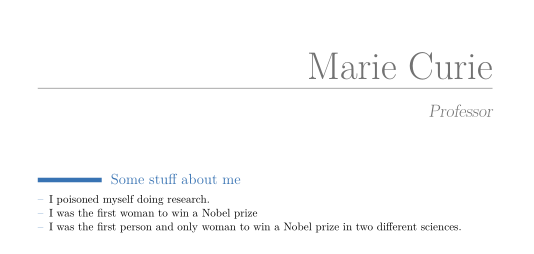 Marie Curie
Professor
Some stuff about me
– I poisoned myself doing research.
– I was the first woman to win a Nobel prize
– I was the first person and only woman to win a Nobel prize in two different sciences.